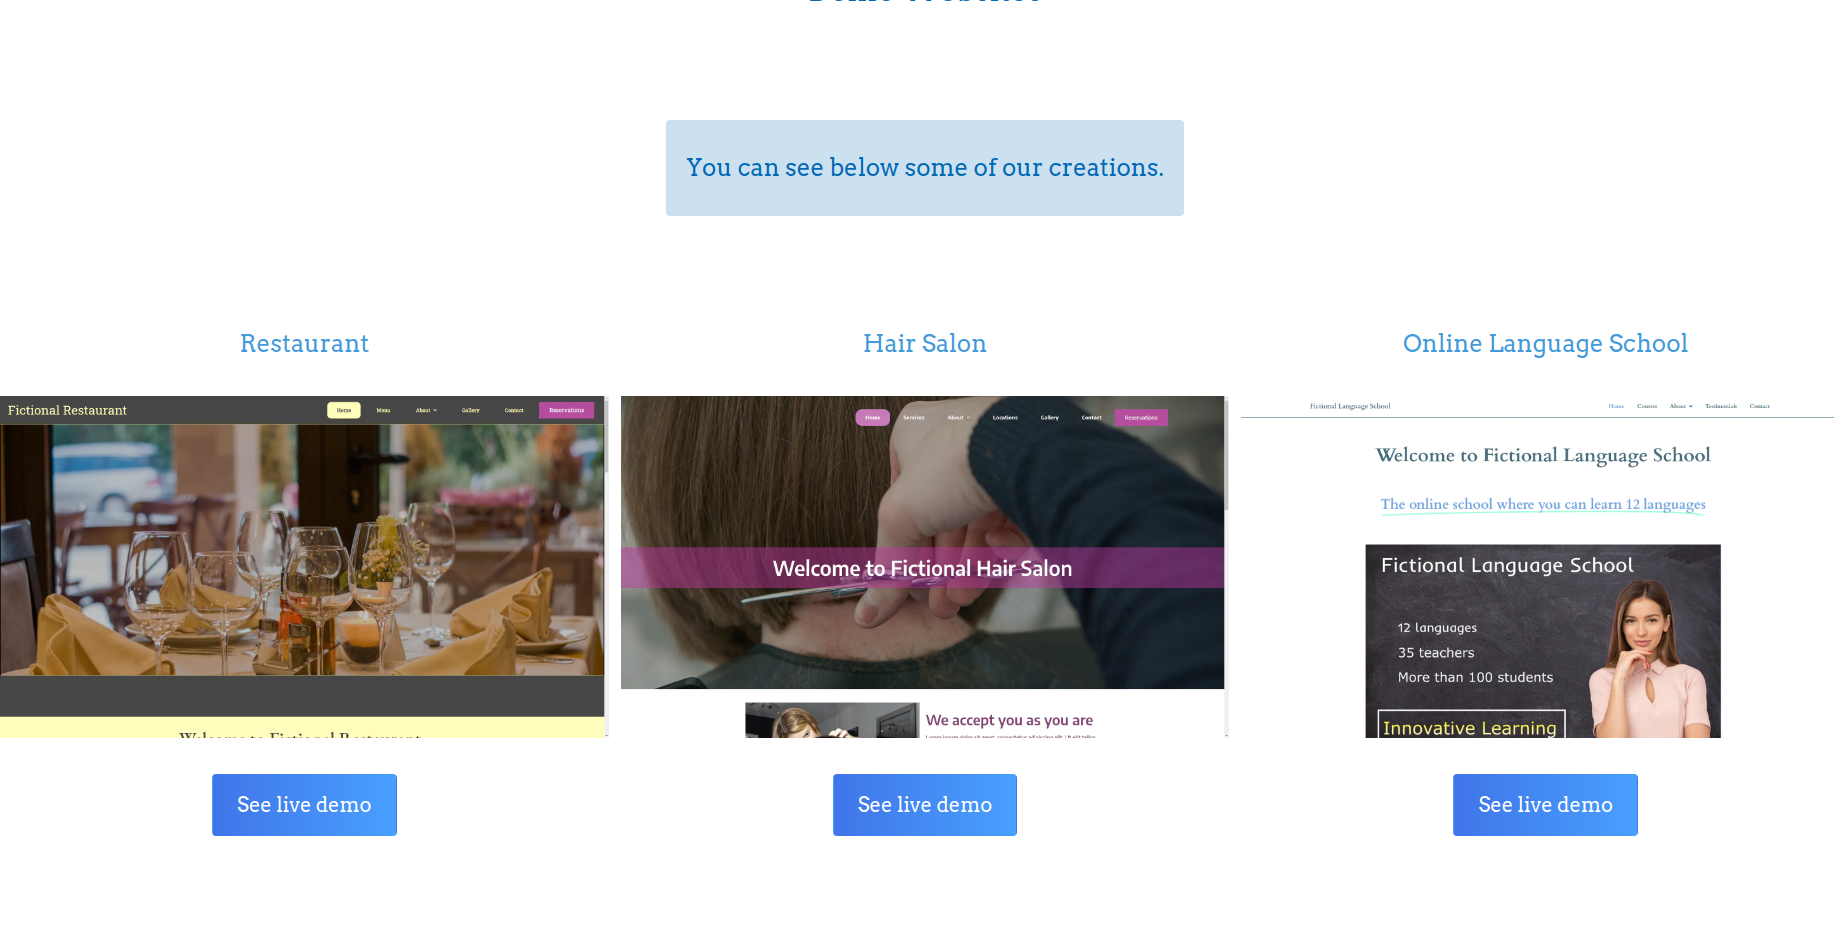 You can see below some of our creations.
Restaurant
Hair Salon
Online Language School
Fictional Restaurant
Home
Menu
About
Gallery
Contact
Reservations
Home
Services
About
Locations
Gallery
Contact
Reservations
Welcome to Fictional Hair Salon
We accept you as you are
Fictional Language School
Home
Courses
About
Testimonials
Contact
Welcome to Fictional Language School
The online school where you can learn 12 languages
Fictional Language School
12 languages
35 teachers
More than 100 students
Innovative Learning
Welcome to Fictional Restaurant
See live demo
See live demo
See live demo